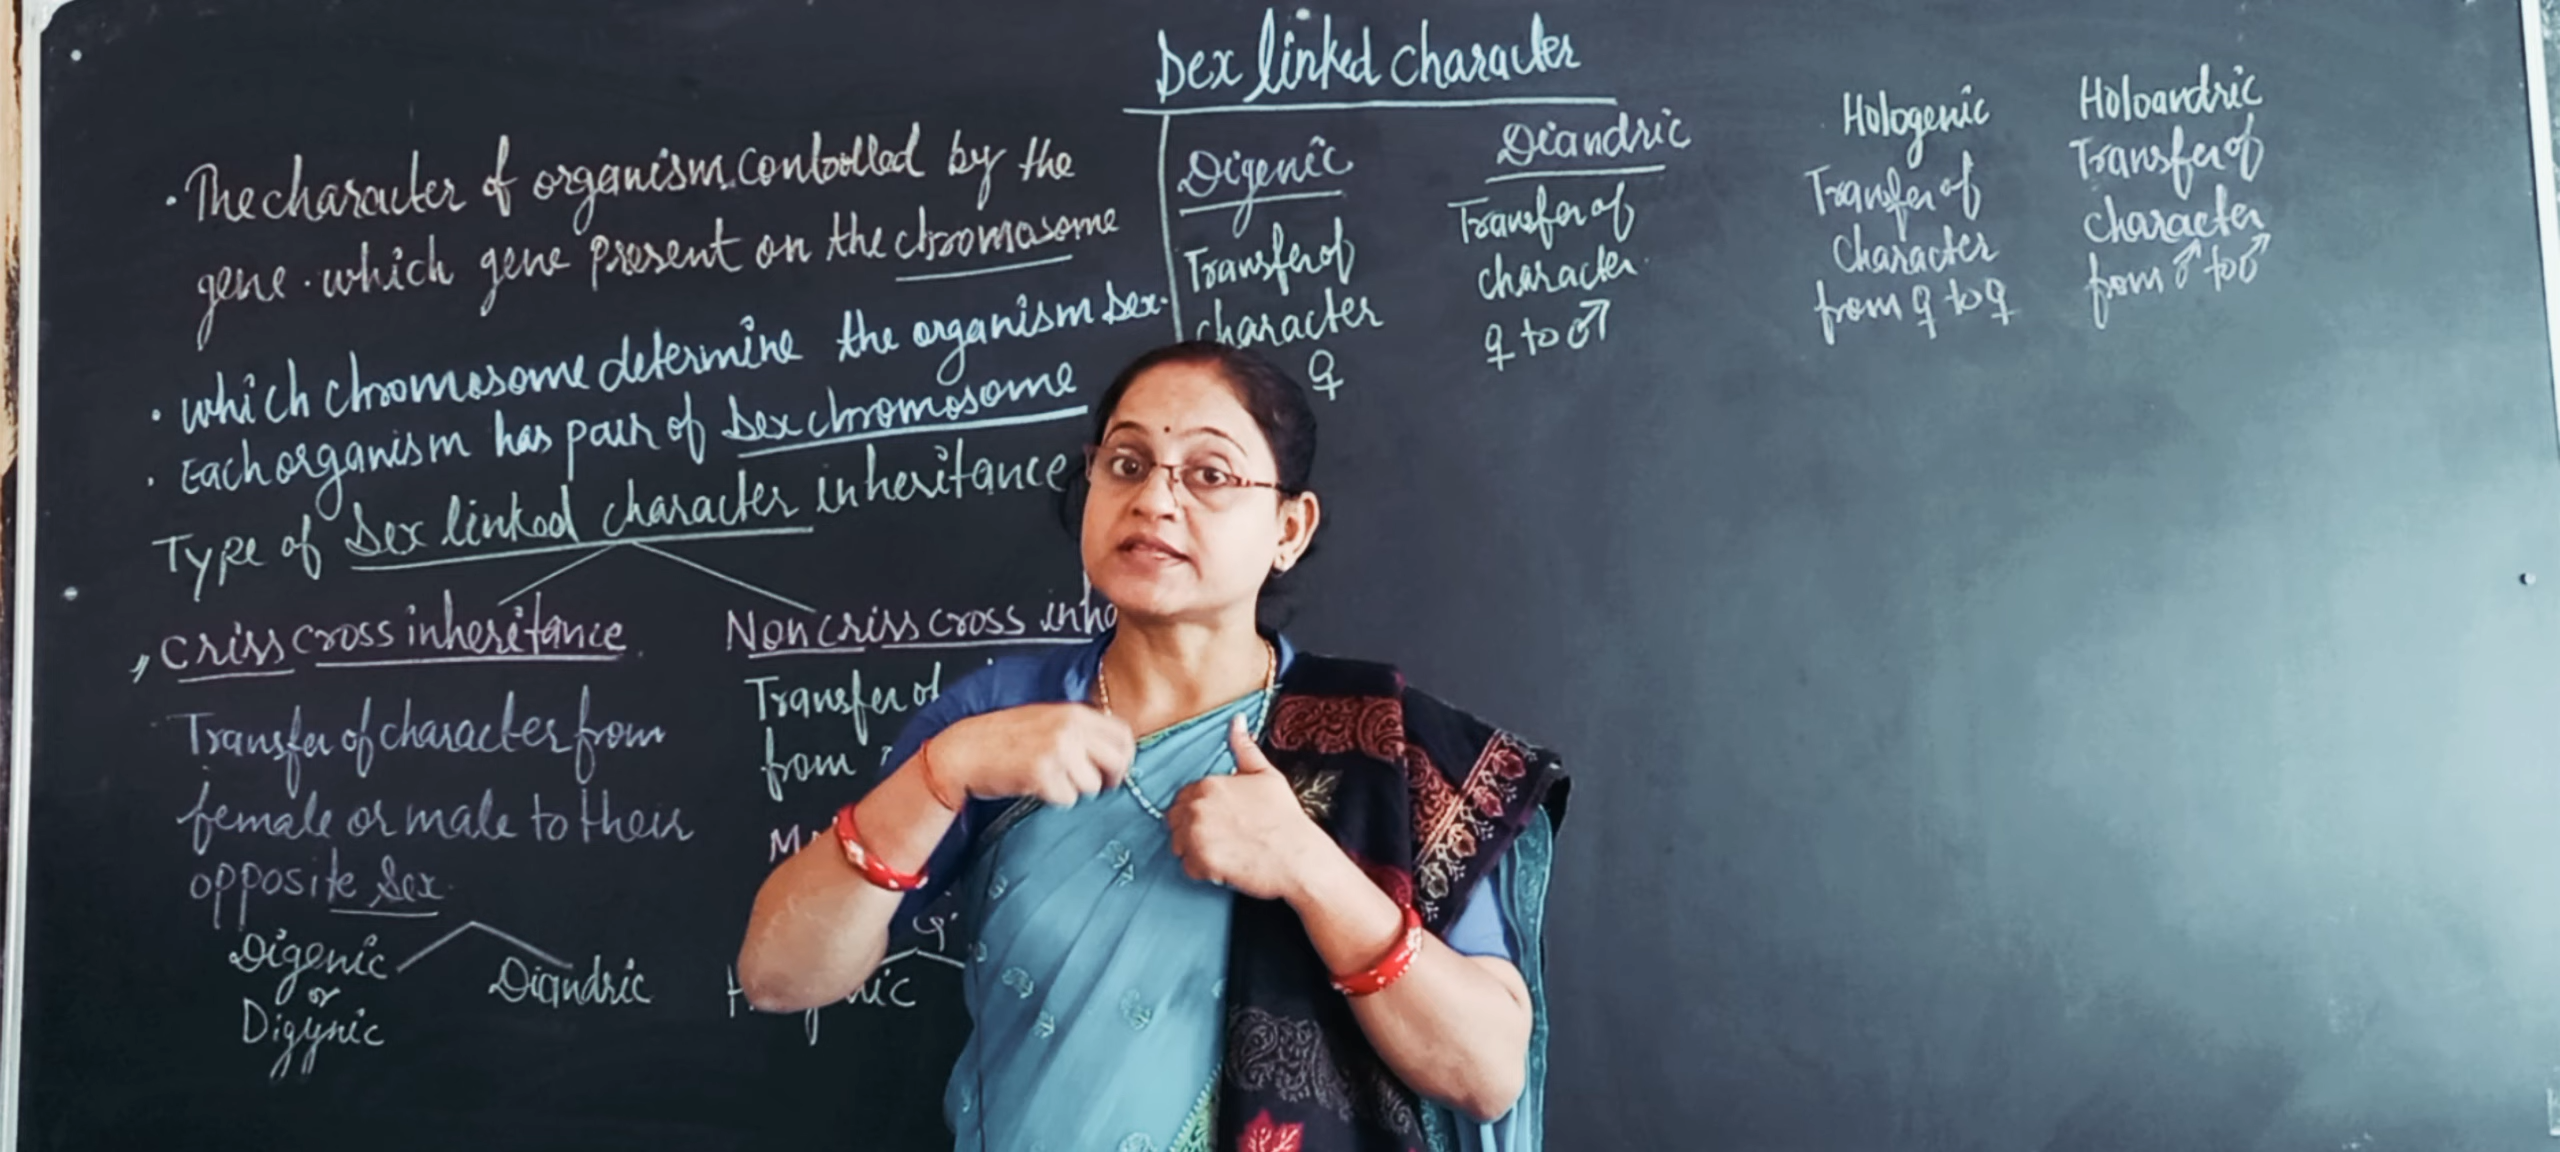 Sex linked character
• The character of organism controlled by the
gene. which gene present on the chromosome
• which chromosome determine the organism sex.
• Each organism has pair of sex chromosome
Type of sex linked character inheritance
Criss cross inheritance
Transfer of character from
female or male to their
opposite sex.
Digenic
or
Digynic
Diandric
Non criss cross
Transfer of
from
Digenic
Transfer of
character
♀
Diandric
Transfer of
character
♀ to ♂
Hologenic
Transfer of
Character
from ♀ to ♀
Holoandric
Transfer of
character
from ♂ to ♂